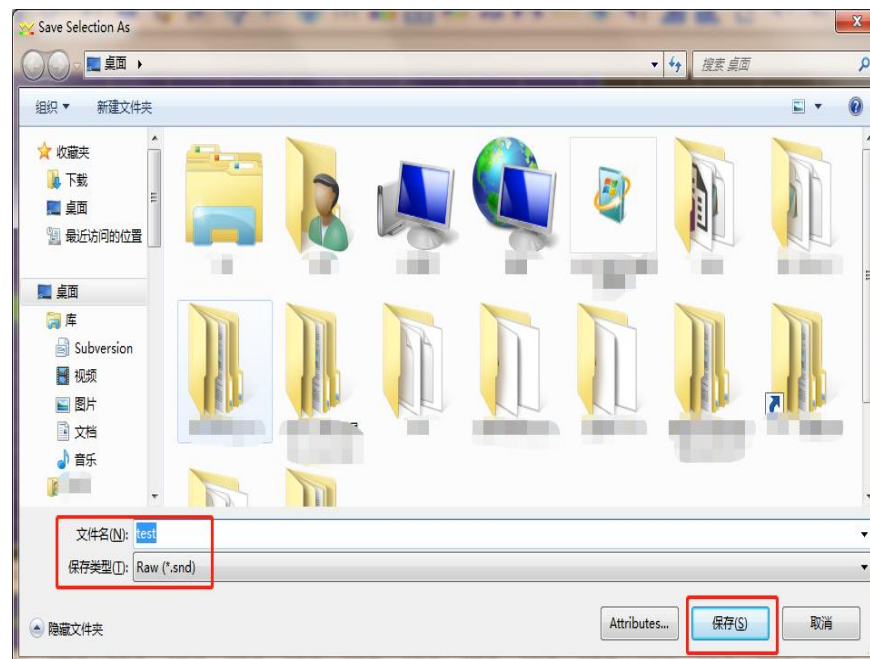 Save Selection As
桌面
搜索 桌面
组织
新建文件夹
收藏夹
下载
桌面
最近访问的位置
桌面
库
Subversion
视频
图片
文档
音乐
文件名(N): test
保存类型(T): Raw (*.snd)
隐藏文件夹
Attributes...
保存(S)
取消